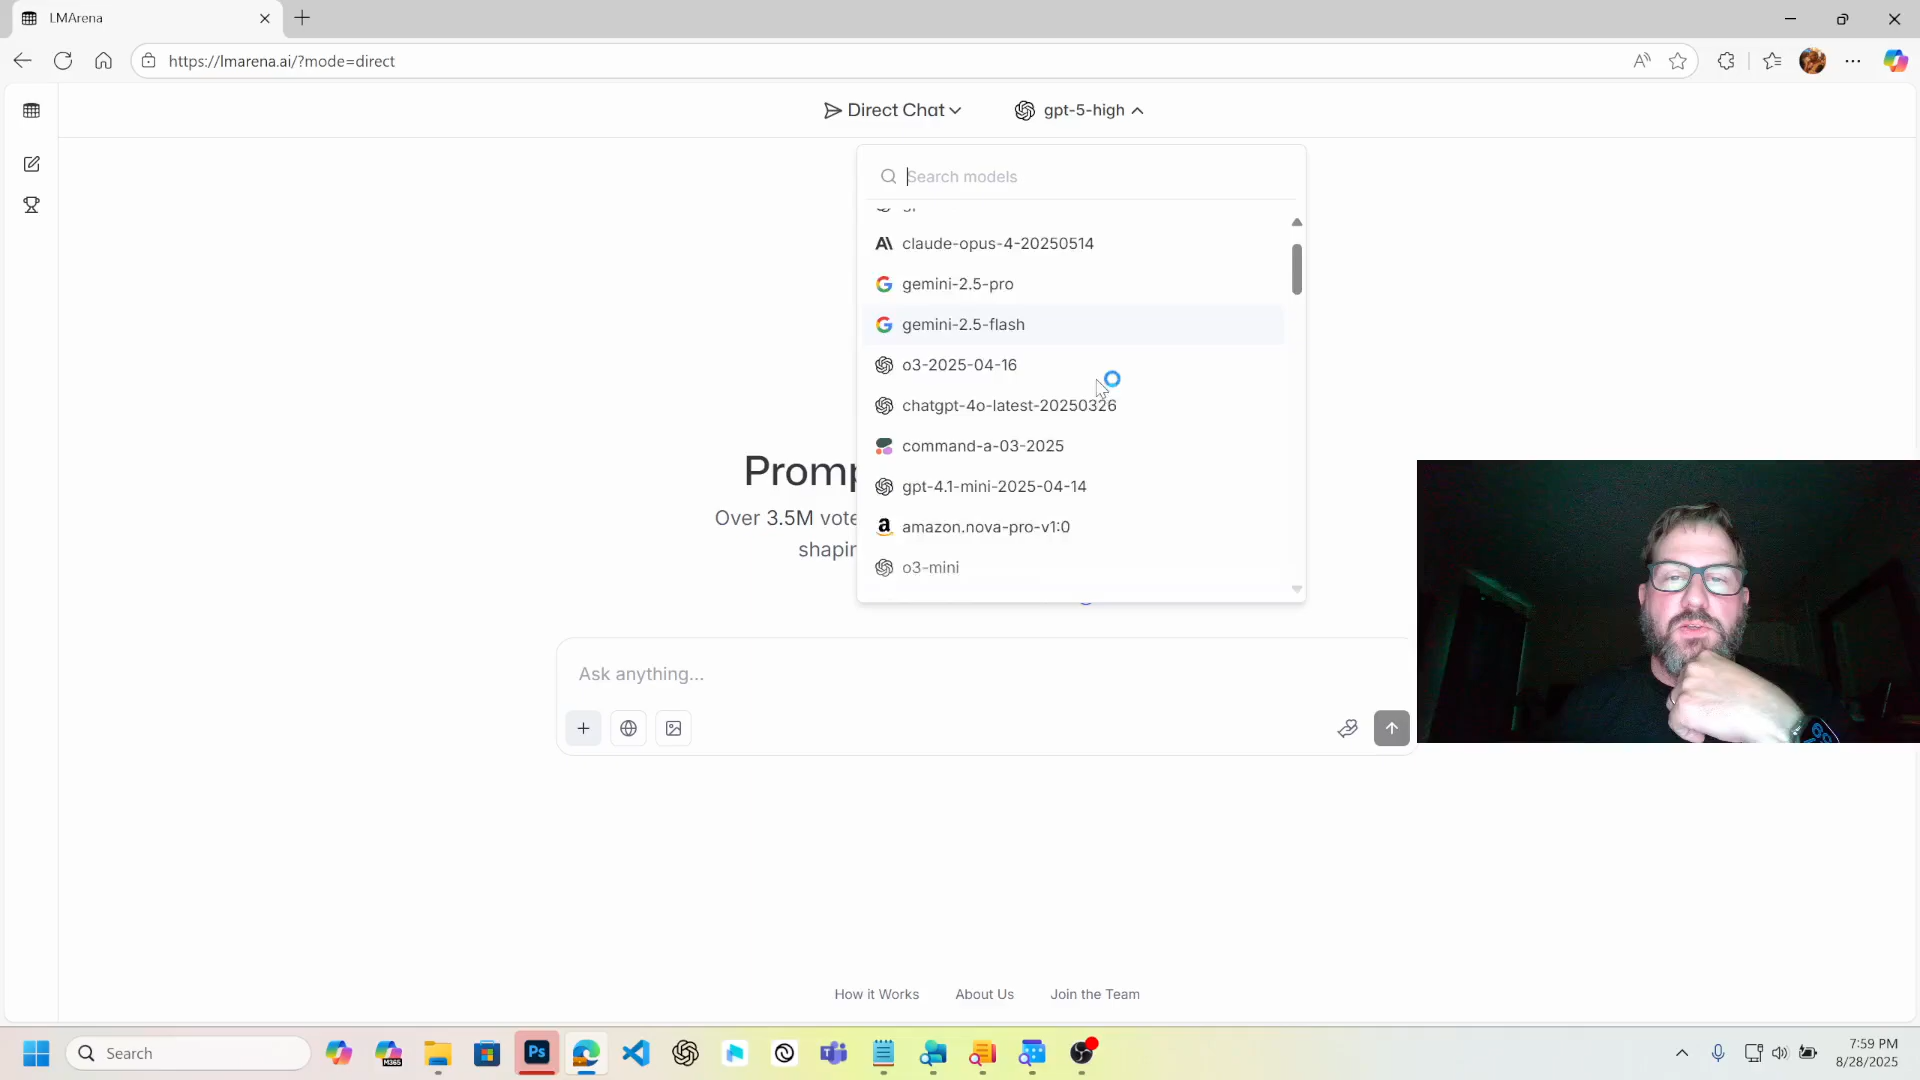 LMArena
https://lmarena.ai/?mode=direct
Direct Chat
gpt-5-high
Search models
claude-opus-4-20250514
gemini-2.5-pro
gemini-2.5-flash
o3-2025-04-16
chatgpt-4o-latest-20250326
command-a-03-2025
gpt-4.1-mini-2025-04-14
amazon.nova-pro-v1:0
o3-mini
Over 3.5M
Ask anything...
How it Works
About Us
Join the Team
Search
M365
Ps
7:59 PM
8/28/2025